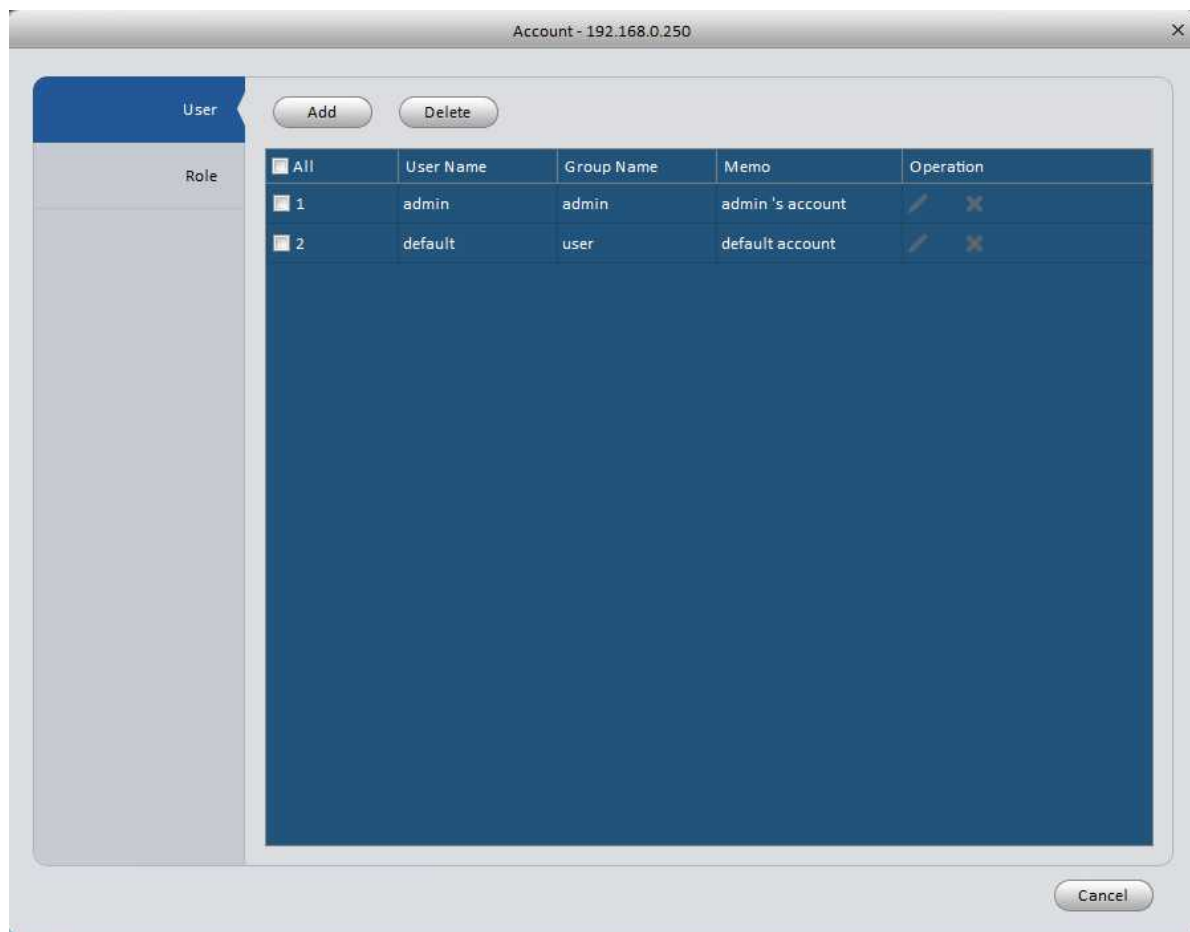 Account - 192.168.0.250
User
Add Delete
Role
All User Name Group Name Memo Operation
1 admin admin admin 's account
2 default user default account
Cancel